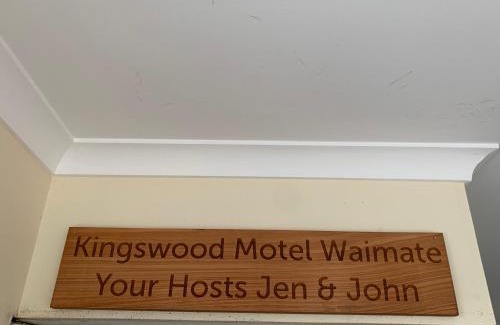 Kingswood Motel Waimate
Your Hosts Jen & John